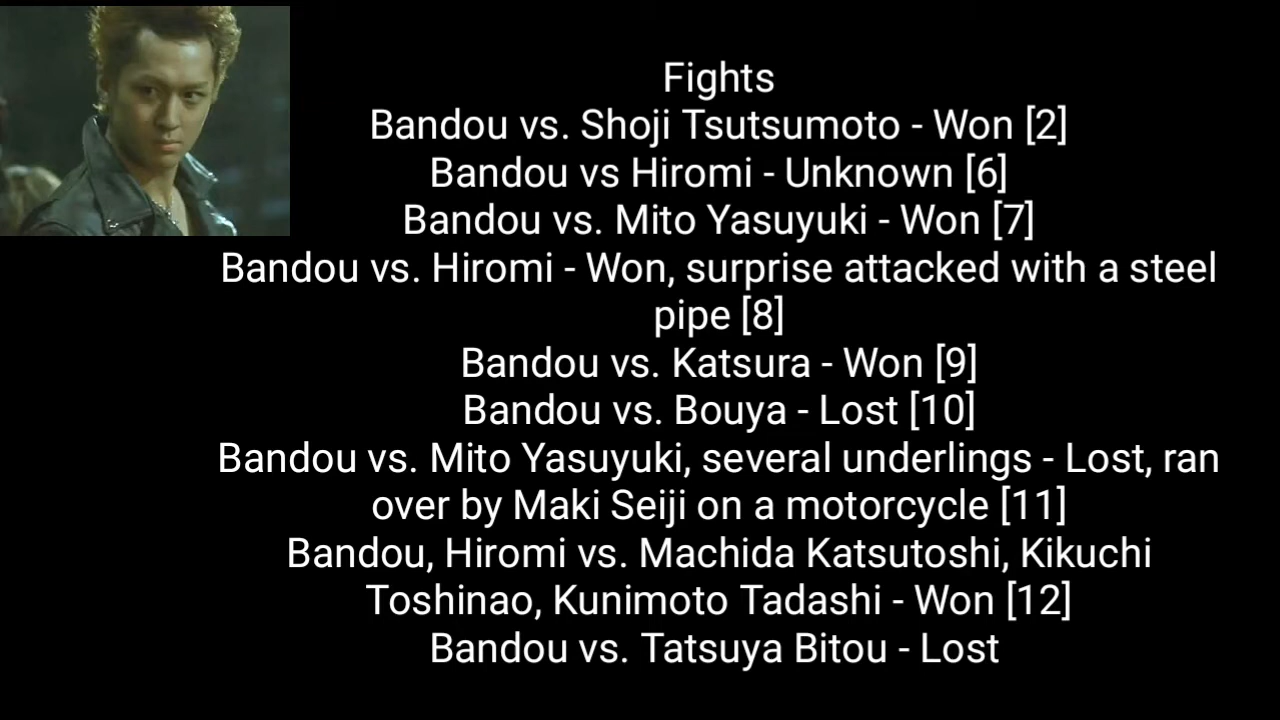 Fights
Bandou vs. Shoji Tsutsumoto - Won [2]
Bandou vs Hiromi - Unknown [6]
Bandou vs. Mito Yasuyuki - Won [7]
Bandou vs. Hiromi - Won, surprise attacked with a steel
pipe [8]
Bandou vs. Katsura - Won [9]
Bandou vs. Bouya - Lost [10]
Bandou vs. Mito Yasuyuki, several underlings - Lost, ran
over by Maki Seiji on a motorcycle [11]
Bandou, Hiromi vs. Machida Katsutoshi, Kikuchi
Toshinao, Kunimoto Tadashi - Won [12]
Bandou vs. Tatsuya Bitou - Lost